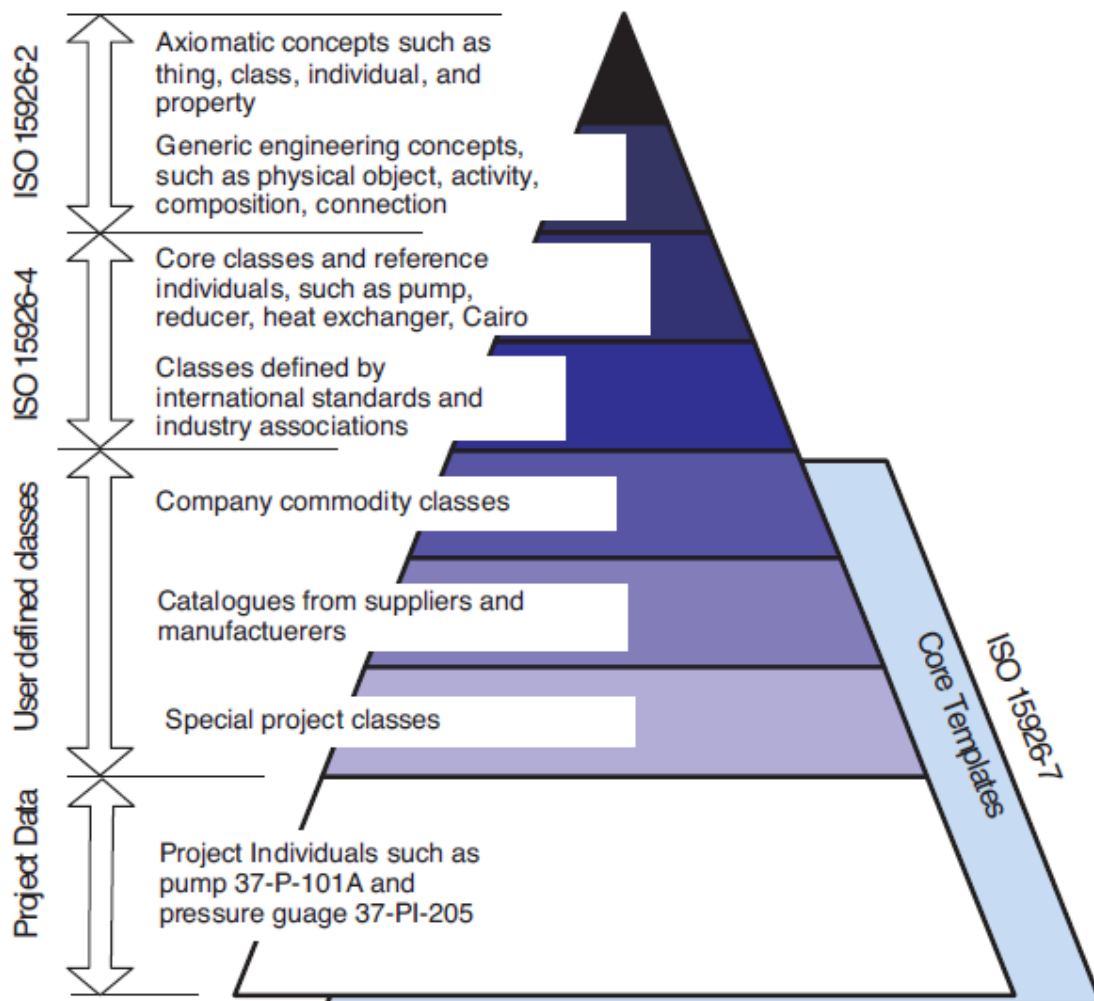 ISO 15926-2
Axiomatic concepts such as
thing, class, individual, and
property
Generic engineering concepts,
such as physical object, activity,
composition, connection
ISO 15926-4
Core classes and reference
individuals, such as pump,
reducer, heat exchanger, Cairo
Classes defined by
international standards and
industry associations
User defined classes
Company commodity classes
Catalogues from suppliers and
manufactuerers
Special project classes
Project Data
Project Individuals such as
pump 37-P-101A and
pressure guage 37-PI-205
Core Templates
ISO 15926-7